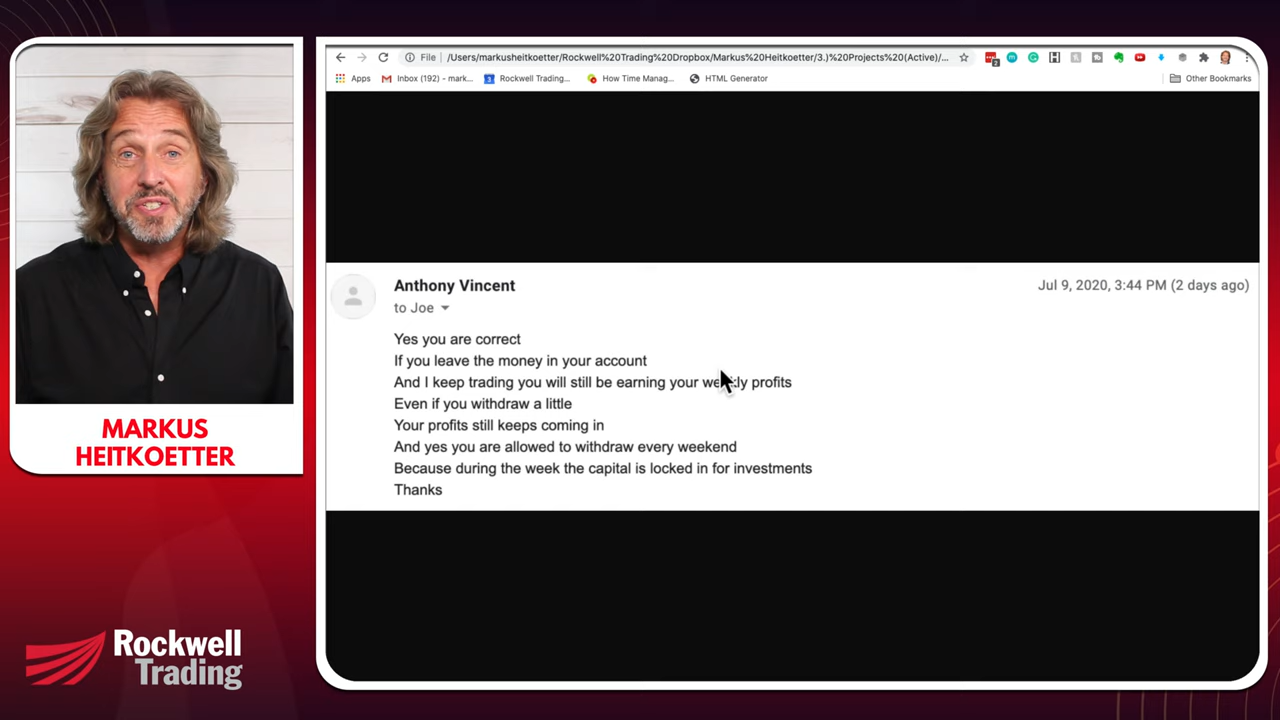 File /Users/markusheitkoetter/Rockwell%20Trading%20Dropbox/Markus%20Heitkoetter/3.)%20Projects%20(Active)/...
Apps Inbox (192) - mark... Rockwell Trading... How Time Manag... HTML Generator Other Bookmarks
Anthony Vincent Jul 9, 2020, 3:44 PM (2 days ago)
to Joe
Yes you are correct
If you leave the money in your account
And I keep trading you will still be earning your weekly profits
Even if you withdraw a little
Your profits still keeps coming in
And yes you are allowed to withdraw every weekend
Because during the week the capital is locked in for investments
Thanks
MARKUS
HEITKOETTER
Rockwell
Trading